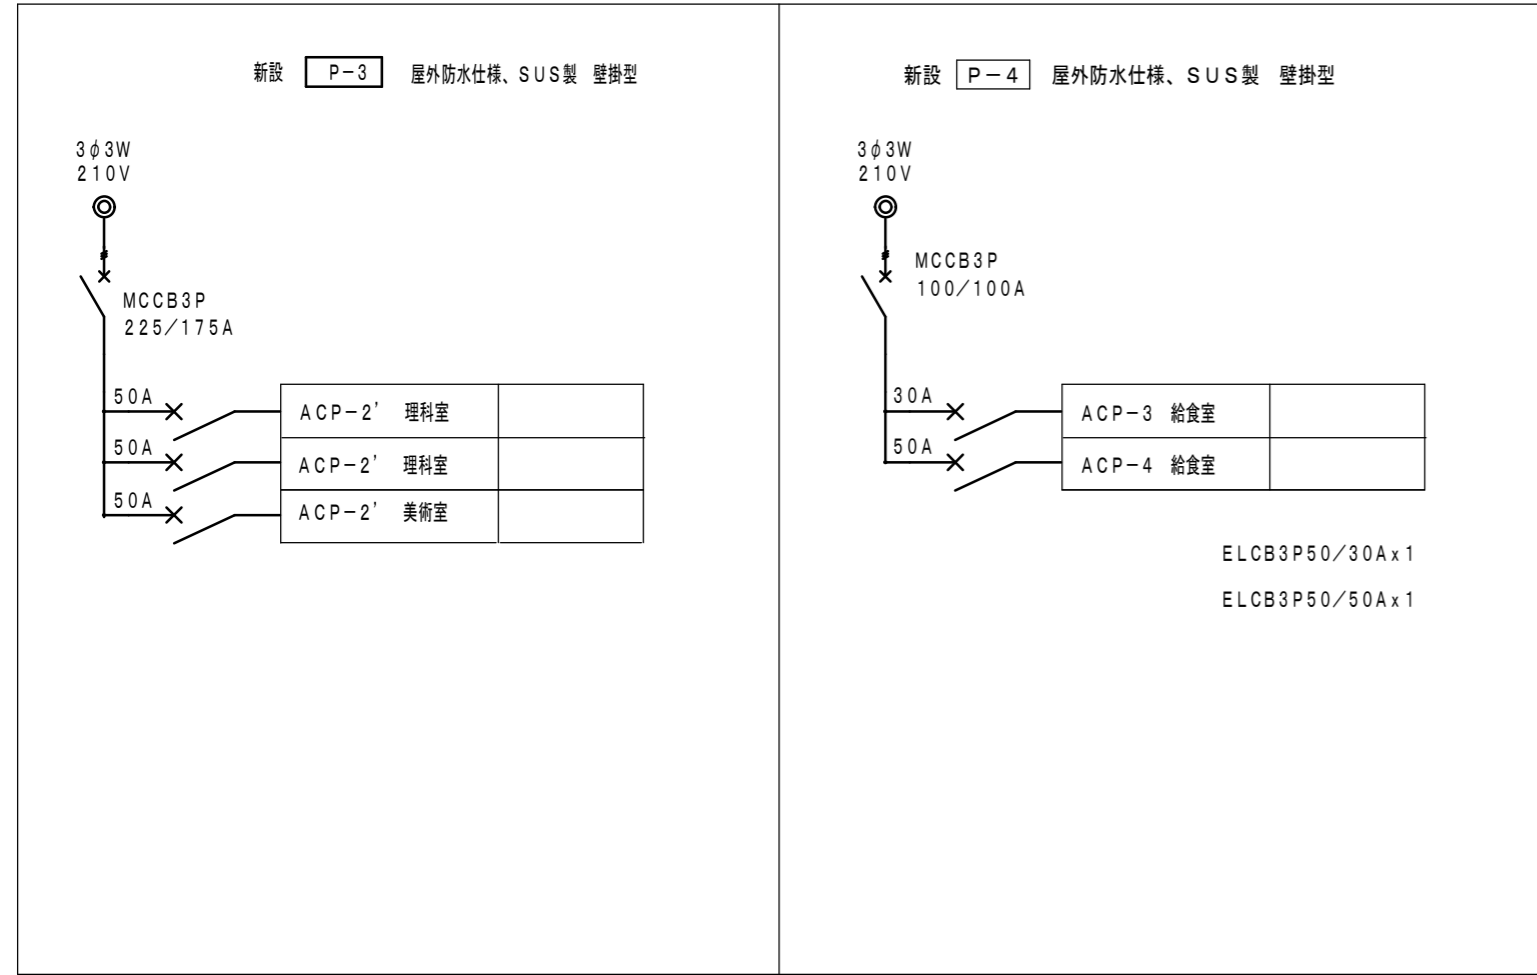 新設 P−3 屋外防水仕様、SUS製 壁掛型
3φ3W
210V
MCCB3P
225/175A
50A ACP−2' 理科室
50A ACP−2' 理科室
50A ACP−2' 美術室
新設 P−4 屋外防水仕様、SUS製 壁掛型
3φ3W
210V
MCCB3P
100/100A
30A ACP−3 給食室
50A ACP−4 給食室
ELCB3P50/30Ax1
ELCB3P50/50Ax1